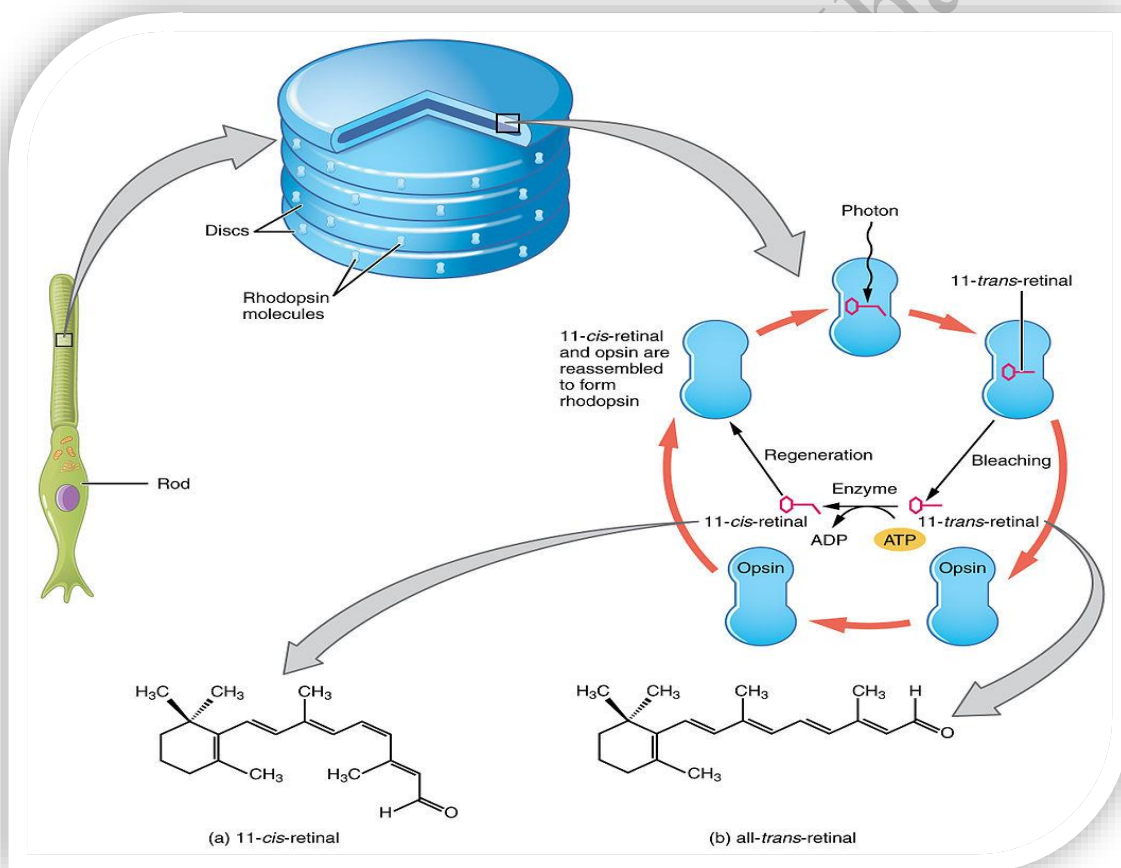 Photon
Discs
11-trans-retinal
Rhodopsin
molecules
11-cis-retinal
and opsin are
reassembled
to form
rhodopsin
Regeneration
Bleaching
Rod
Enzyme
11-cis-retinal
11-trans-retinal
ADP
ATP
Opsin
Opsin
H₃C
CH₃
CH₃
CH₃
H₃C
H
O
(a) 11-cis-retinal
H₃C
CH₃
CH₃
CH₃
H
O
CH₃
(b) all-trans-retinal